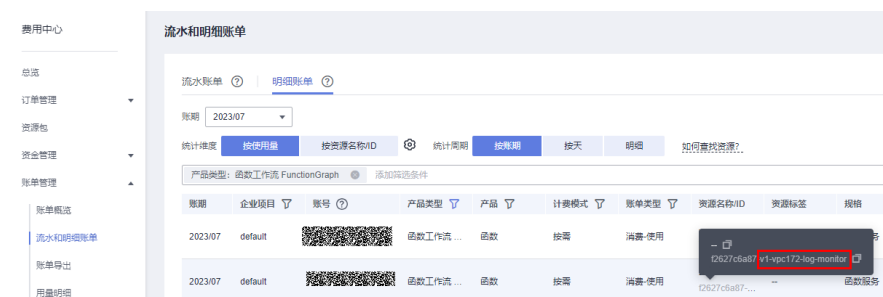 费用中心
流水和明细账单
总览
订单管理
资源包
资金管理
账单管理
账单概览
流水和明细账单
账单导出
用量明细
流水账单 ? 明细账单 ?
账期 2023/07
统计维度 按使用量 按资源名称/ID 统计周期 按账期 按天 明细 如何查找资源?
产品类型: 函数工作流 FunctionGraph 添加筛选条件
账期 企业项目 账号 ? 产品类型 产品 计费模式 账单类型 资源名称/ID 资源标签 规格
2023/07 default 函数工作流 ... 函数 按需 消费-使用
--
f2627c6a87-v1-vpc172-log-monitor
2023/07 default 函数工作流 ... 函数 按需 消费-使用 f2627c6a87-... -- 函数服务